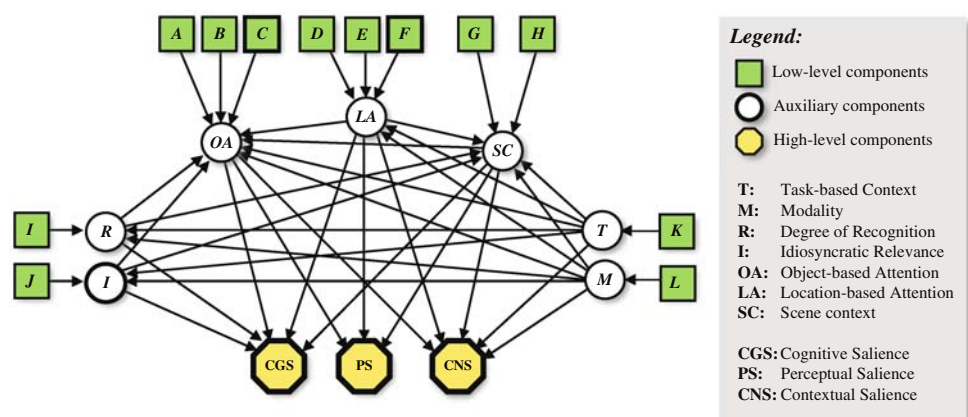 A B C D E F G H
LA
OA
SC
I R T K
J I M L
CGS PS CNS
Legend:
Low-level components
Auxiliary components
High-level components
T: Task-based Context
M: Modality
R: Degree of Recognition
I: Idiosyncratic Relevance
OA: Object-based Attention
LA: Location-based Attention
SC: Scene context
CGS: Cognitive Salience
PS: Perceptual Salience
CNS: Contextual Salience